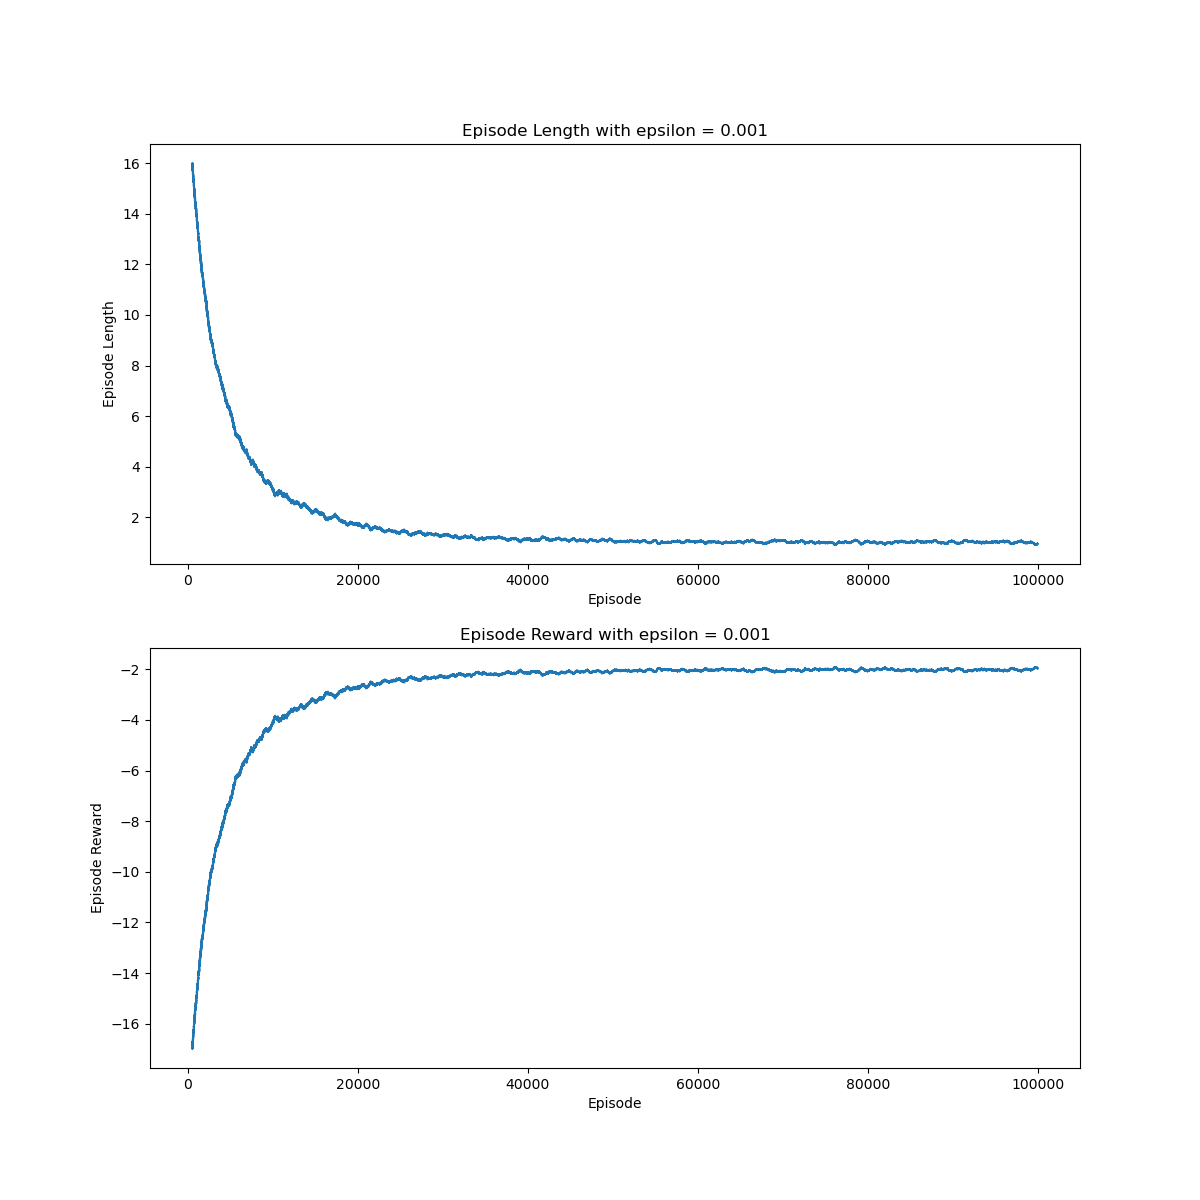 Episode Length with epsilon = 0.001
16
14
12
10
8
6
4
2
Episode Length
0 20000 40000 60000 80000 100000
Episode
Episode Reward with epsilon = 0.001
−2
−4
−6
−8
−10
−12
−14
−16
Episode Reward
0 20000 40000 60000 80000 100000
Episode